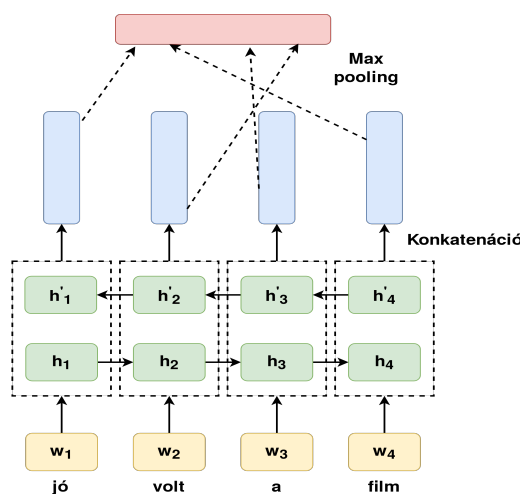 Max
pooling
Konkatenáció
h'1 h'2 h'3 h'4
h1 h2 h3 h4
w1 w2 w3 w4
jó volt a film